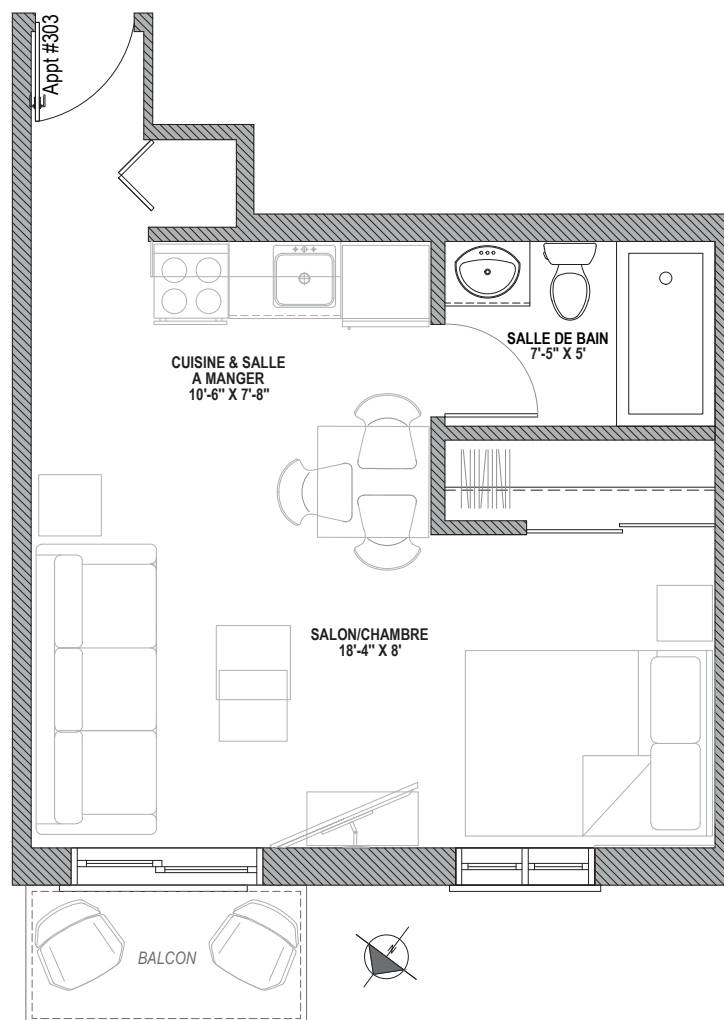 Appt #303
CUISINE & SALLE
A MANGER
10'-6" X 7'-8"
SALLE DE BAIN
7'-5" X 5'
SALON/CHAMBRE
18'-4" X 8'
BALCON
N